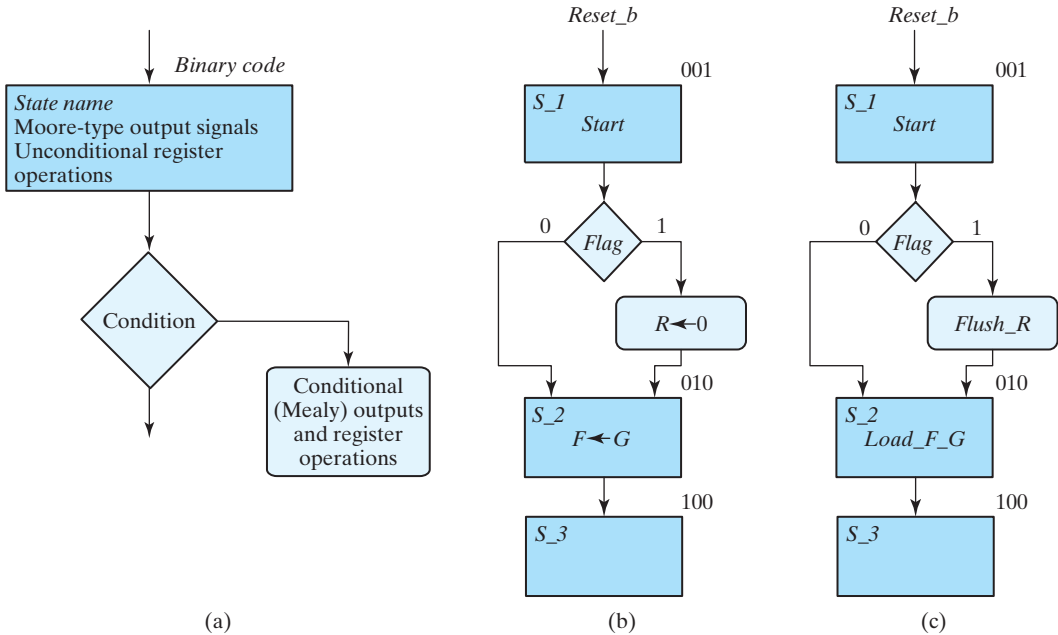 Binary code
State name
Moore-type output signals
Unconditional register
operations
Condition
Conditional
(Mealy) outputs
and register
operations
(a)
Reset_b
001
S_1
Start
0
Flag
1
R←0
010
S_2
F←G
100
S_3
(b)
Reset_b
001
S_1
Start
0
Flag
1
Flush_R
010
S_2
Load_F_G
100
S_3
(c)